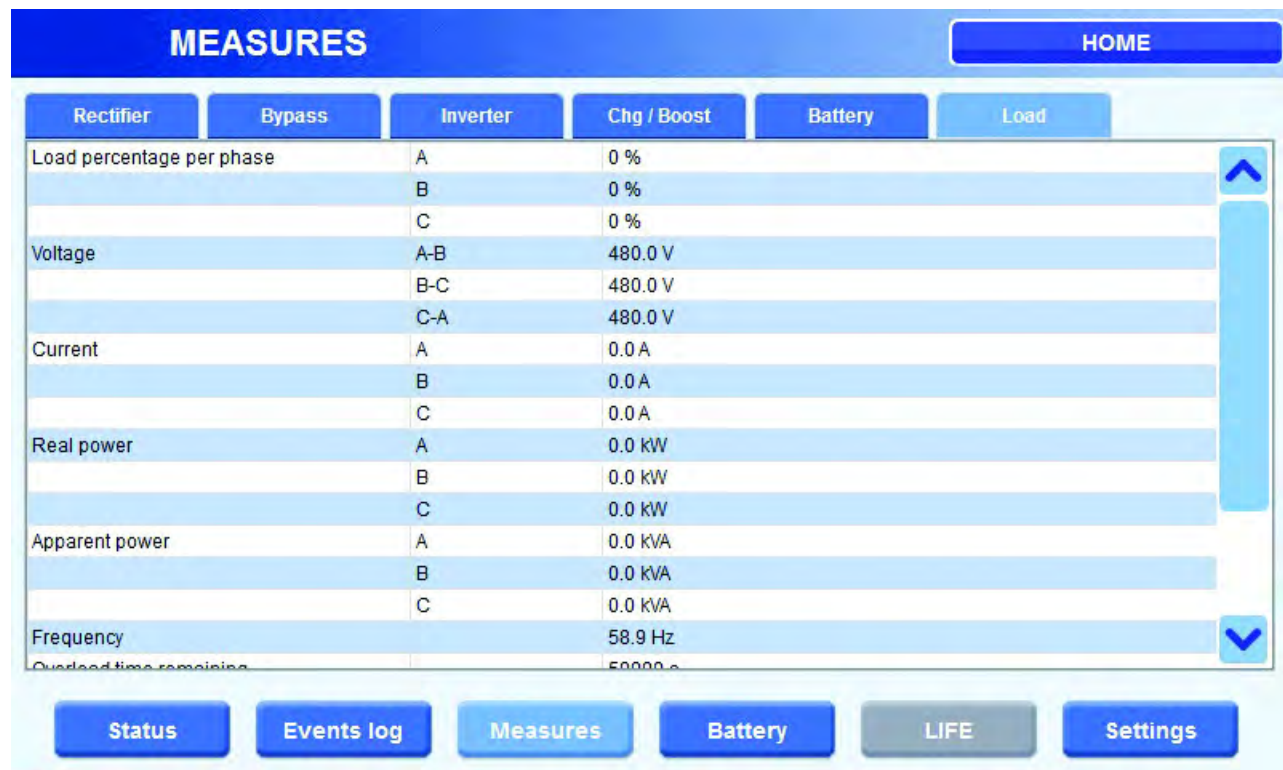 MEASURES
HOME
Rectifier Bypass Inverter Chg / Boost Battery Load
Load percentage per phase A 0 %
B 0 %
C 0 %
Voltage A-B 480.0 V
B-C 480.0 V
C-A 480.0 V
Current A 0.0 A
B 0.0 A
C 0.0 A
Real power A 0.0 kW
B 0.0 kW
C 0.0 kW
Apparent power A 0.0 kVA
B 0.0 kVA
C 0.0 kVA
Frequency 58.9 Hz
Overload time remaining
Status Events log Measures Battery LIFE Settings